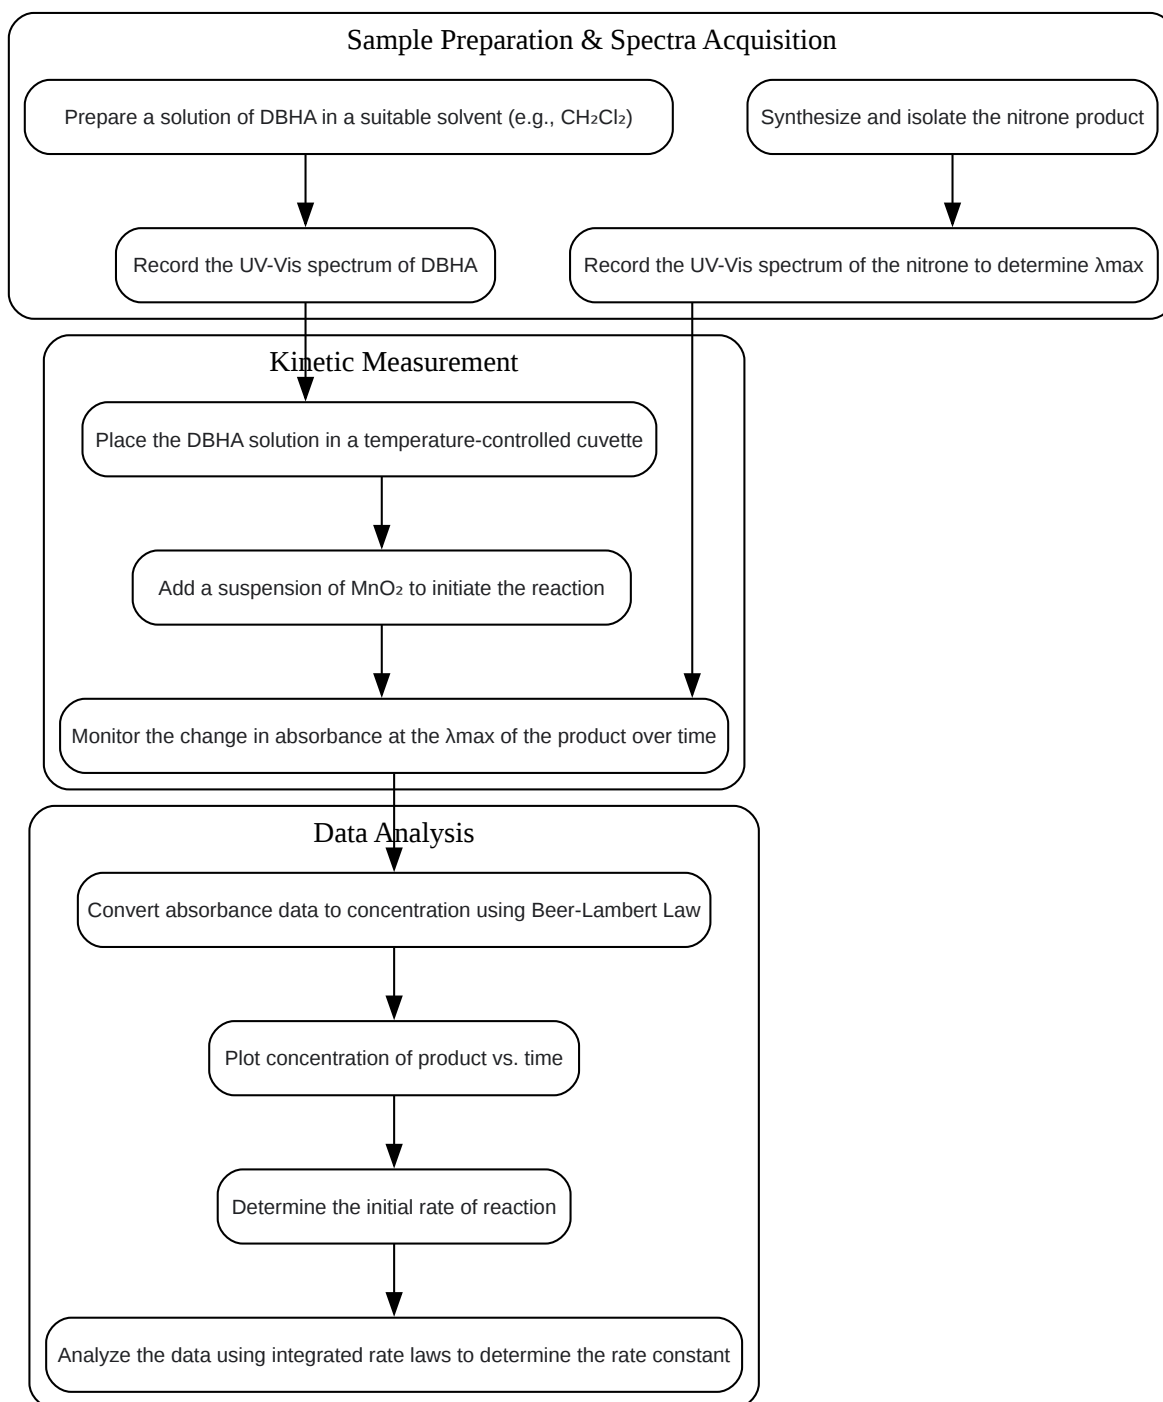 Sample Preparation & Spectra Acquisition
Prepare a solution of DBHA in a suitable solvent (e.g., CH₂Cl₂)
Synthesize and isolate the nitrone product
Record the UV-Vis spectrum of DBHA
Record the UV-Vis spectrum of the nitrone to determine λmax
Kinetic Measurement
Place the DBHA solution in a temperature-controlled cuvette
Add a suspension of MnO₂ to initiate the reaction
Monitor the change in absorbance at the λmax of the product over time
Data Analysis
Convert absorbance data to concentration using Beer-Lambert Law
Plot concentration of product vs. time
Determine the initial rate of reaction
Analyze the data using integrated rate laws to determine the rate constant